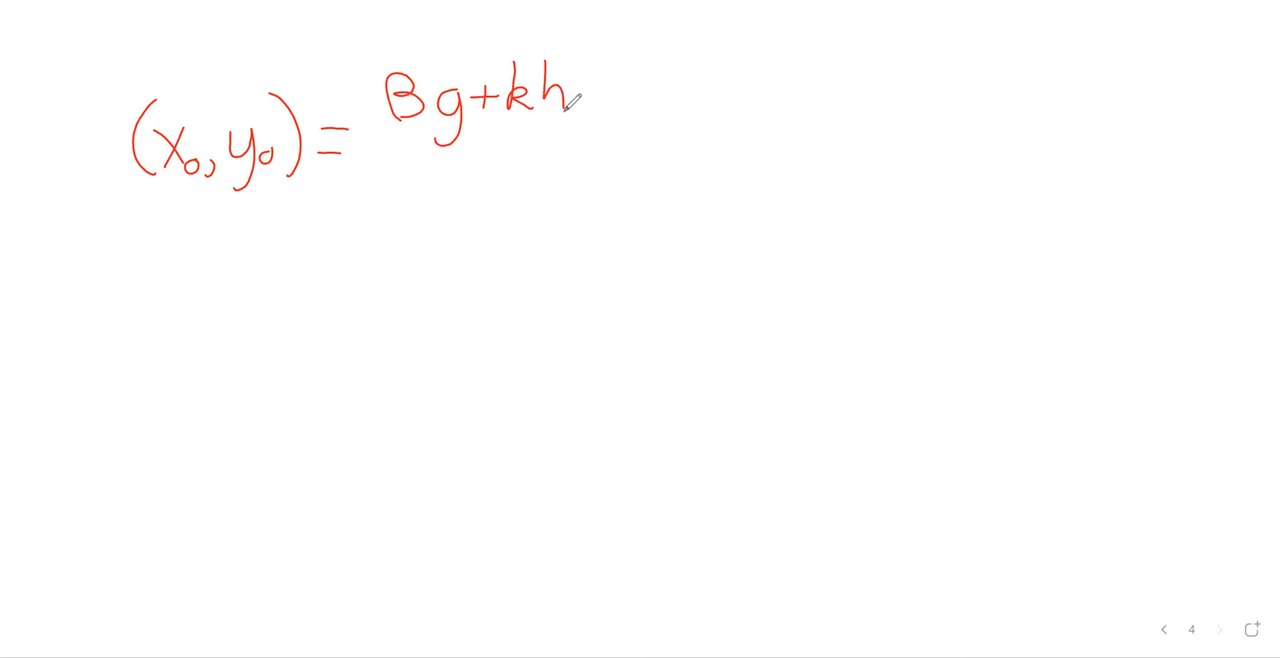 (x₀, y₀) = Bg+kh
4